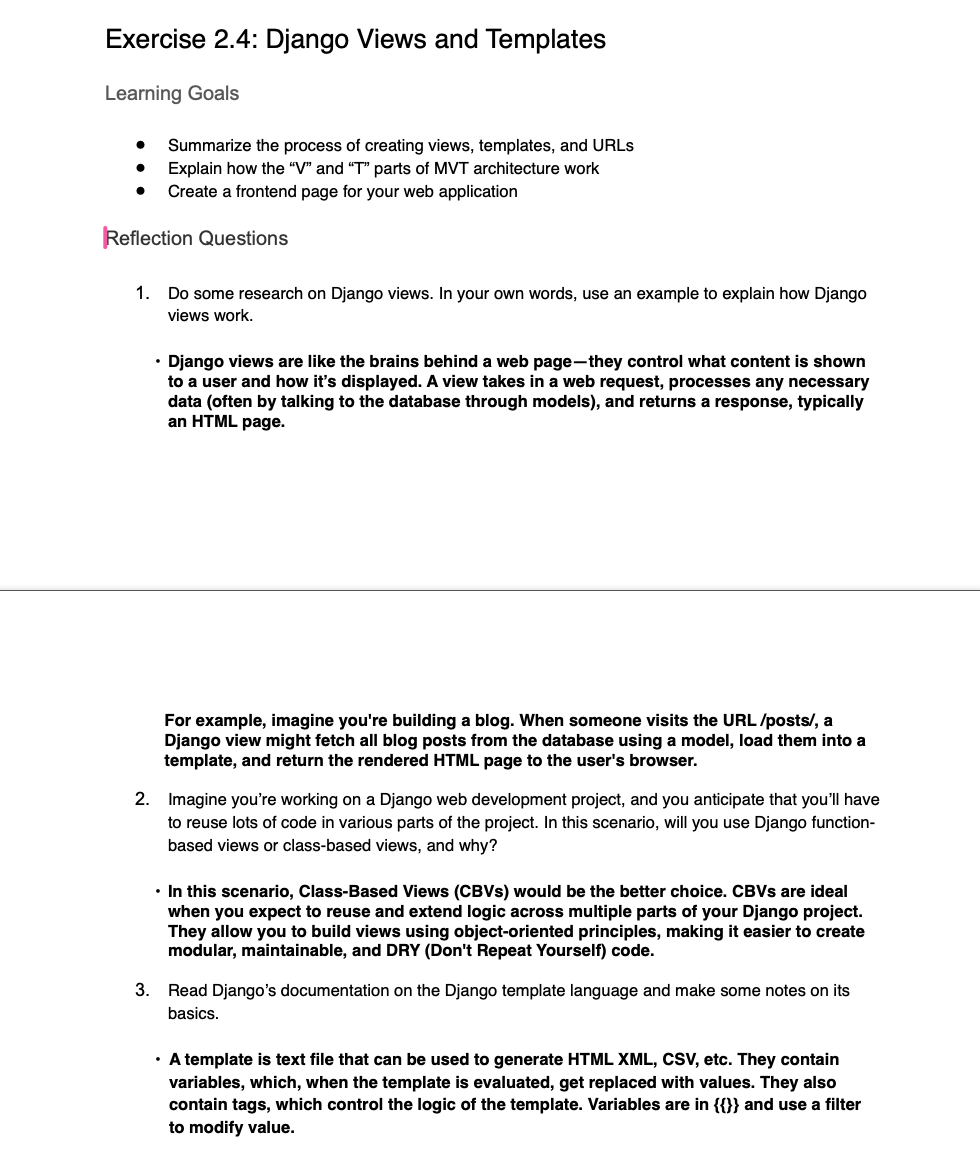 Exercise 2.4: Django Views and Templates
Learning Goals
● Summarize the process of creating views, templates, and URLs
● Explain how the “V” and “T” parts of MVT architecture work
● Create a frontend page for your web application
Reflection Questions
1. Do some research on Django views. In your own words, use an example to explain how Django
views work.
• Django views are like the brains behind a web page—they control what content is shown
to a user and how it’s displayed. A view takes in a web request, processes any necessary
data (often by talking to the database through models), and returns a response, typically
an HTML page.
For example, imagine you're building a blog. When someone visits the URL /posts/, a
Django view might fetch all blog posts from the database using a model, load them into a
template, and return the rendered HTML page to the user's browser.
2. Imagine you’re working on a Django web development project, and you anticipate that you’ll have
to reuse lots of code in various parts of the project. In this scenario, will you use Django function-
based views or class-based views, and why?
• In this scenario, Class-Based Views (CBVs) would be the better choice. CBVs are ideal
when you expect to reuse and extend logic across multiple parts of your Django project.
They allow you to build views using object-oriented principles, making it easier to create
modular, maintainable, and DRY (Don't Repeat Yourself) code.
3. Read Django’s documentation on the Django template language and make some notes on its
basics.
• A template is text file that can be used to generate HTML XML, CSV, etc. They contain
variables, which, when the template is evaluated, get replaced with values. They also
contain tags, which control the logic of the template. Variables are in {{}} and use a filter
to modify value.